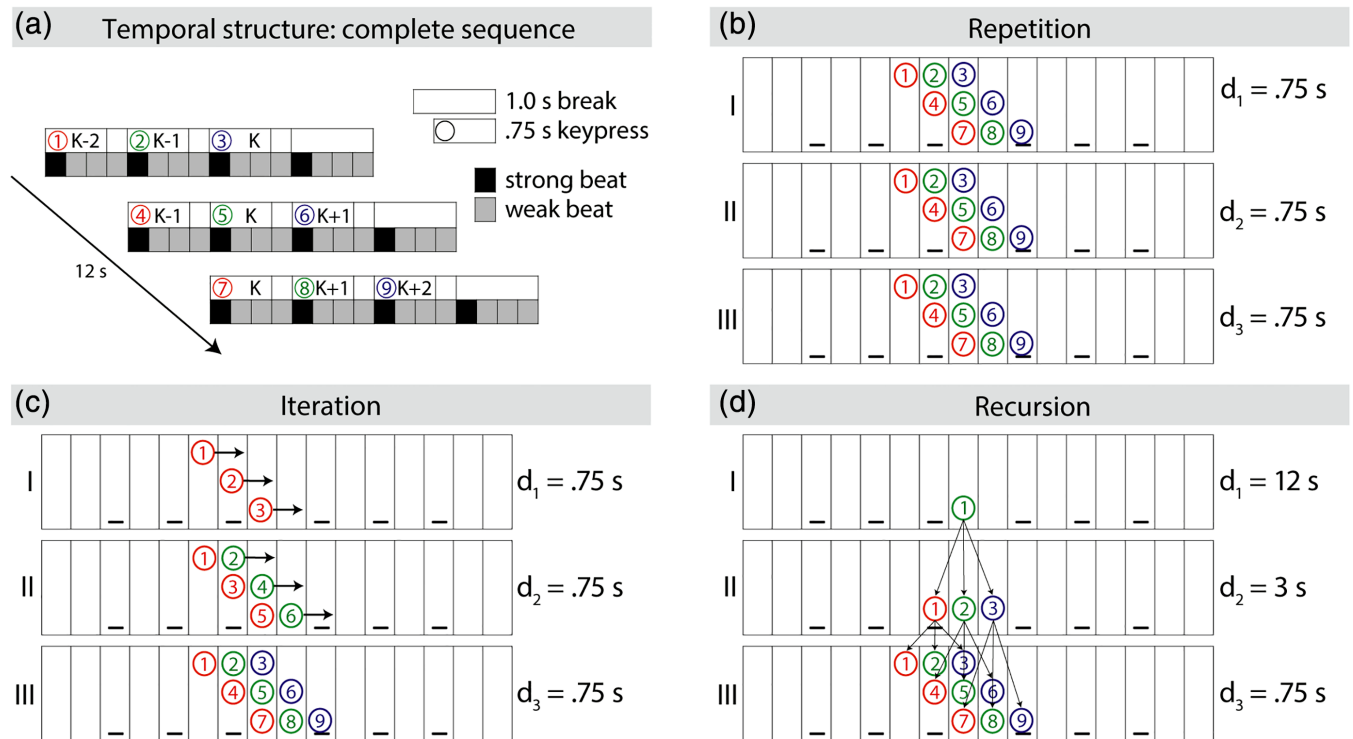 (a) Temporal structure: complete sequence
1.0 s break
.75 s keypress
strong beat
weak beat
① K-2 ② K-1 ③ K
④ K-1 ⑤ K ⑥ K+1
⑦ K ⑧ K+1 ⑨ K+2
12 s
(b) Repetition
I ① ② ③ d₁ = .75 s
④ ⑤ ⑥
⑦ ⑧ ⑨
II ① ② ③ d₂ = .75 s
④ ⑤ ⑥
⑦ ⑧ ⑨
III ① ② ③ d₃ = .75 s
④ ⑤ ⑥
⑦ ⑧ ⑨
(c) Iteration
I ① d₁ = .75 s
②
③
II ① ② d₂ = .75 s
③ ④
⑤ ⑥
III ① ② ③ d₃ = .75 s
④ ⑤ ⑥
⑦ ⑧ ⑨
(d) Recursion
I ① d₁ = 12 s
II ① ② ③ d₂ = 3 s
III ① ② ③ d₃ = .75 s
④ ⑤ ⑥
⑦ ⑧ ⑨